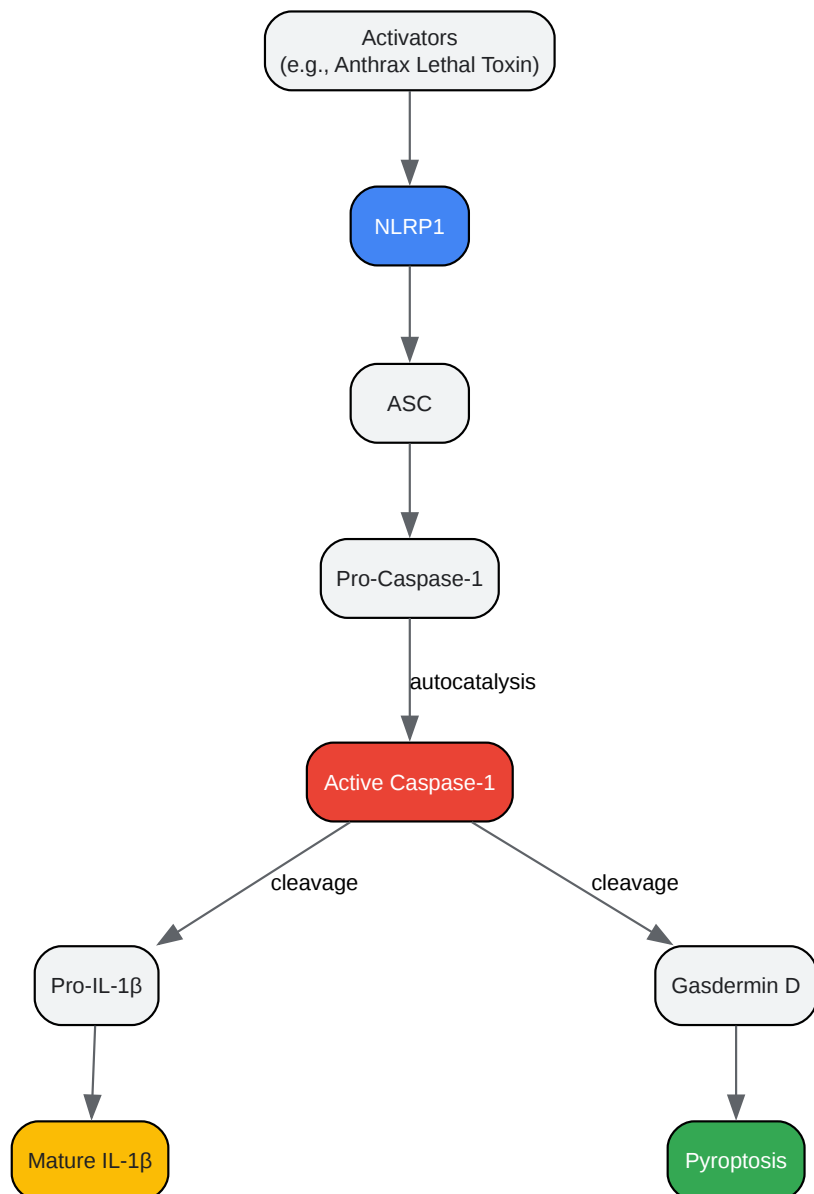 Activators
(e.g., Anthrax Lethal Toxin)
NLRP1
ASC
Pro-Caspase-1
autocatalysis
Active Caspase-1
cleavage
cleavage
Pro-IL-1β
Gasdermin D
Mature IL-1β
Pyroptosis